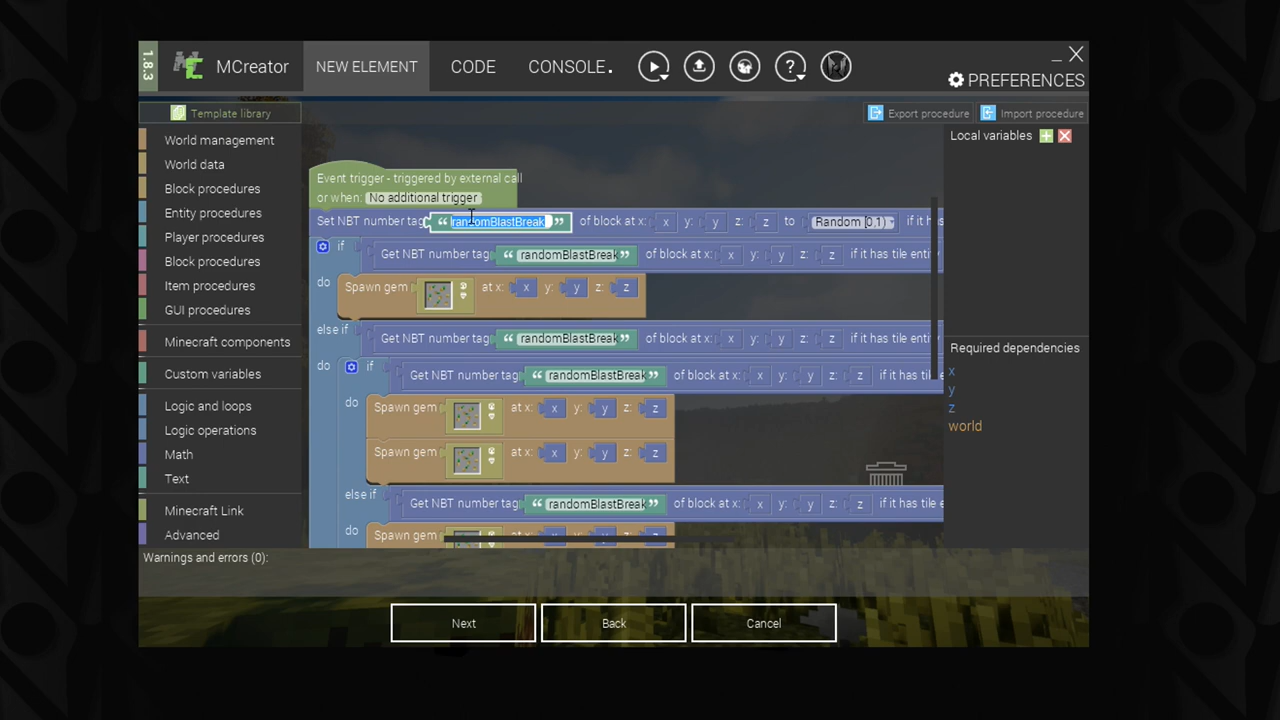 1.8.3
MCreator
NEW ELEMENT
CODE
CONSOLE.
PREFERENCES
Template library
Export procedure
Import procedure
World management
World data
Block procedures
Entity procedures
Player procedures
Block procedures
Item procedures
GUI procedures
Minecraft components
Custom variables
Logic and loops
Logic operations
Math
Text
Minecraft Link
Advanced
Event trigger - triggered by external call
or when: No additional trigger
Set NBT number tag “ randomBlastBreak ” of block at x: x y: y z: z to Random [0,1) if it has
if Get NBT number tag “ randomBlastBreak ” of block at x: x y: y z: z if it has tile enti
do Spawn gem at x: x y: y z: z
else if Get NBT number tag “ randomBlastBreak ” of block at x: x y: y z: z if it has tile enti
do if Get NBT number tag “ randomBlastBreak ” of block at x: x y: y z: z if it has tile e
do Spawn gem at x: x y: y z: z
Spawn gem at x: x y: y z: z
else if Get NBT number tag “ randomBlastBreak ” of block at x: x y: y z: z if it has tile e
do Spawn gem at x: x y: y z: z
Local variables
Required dependencies
x
y
z
world
Warnings and errors (0):
Next
Back
Cancel